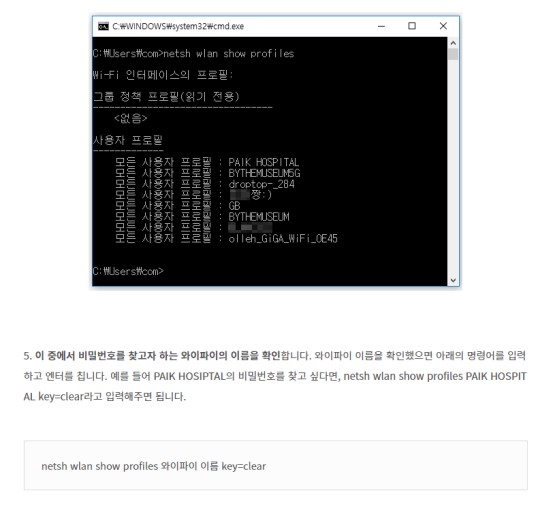 C:\WINDOWS\system32\cmd.exe
C:₩Users₩com>netsh wlan show profiles
Wi-Fi 인터페이스의 프로필:
그룹 정책 프로필(읽기 전용)
---------------------------------
<없음>
사용자 프로필
-------------
모든 사용자 프로필 : PAIK HOSPITAL
모든 사용자 프로필 : BYTHEMUSEUM5G
모든 사용자 프로필 : droptop-_284
모든 사용자 프로필 : 짱:)
모든 사용자 프로필 : GB
모든 사용자 프로필 : BYTHEMUSEUM
모든 사용자 프로필 :
모든 사용자 프로필 : olleh_GiGA_WiFi_0E45
C:₩Users₩com>
5. 이 중에서 비밀번호를 찾고자 하는 와이파이의 이름을 확인합니다. 와이파이 이름을 확인했으면 아래의 명령어를 입력
하고 엔터를 칩니다. 예를 들어 PAIK HOSIPTAL의 비밀번호를 찾고 싶다면, netsh wlan show profiles PAIK HOSPIT
AL key=clear라고 입력해주면 됩니다.
netsh wlan show profiles 와이파이 이름 key=clear